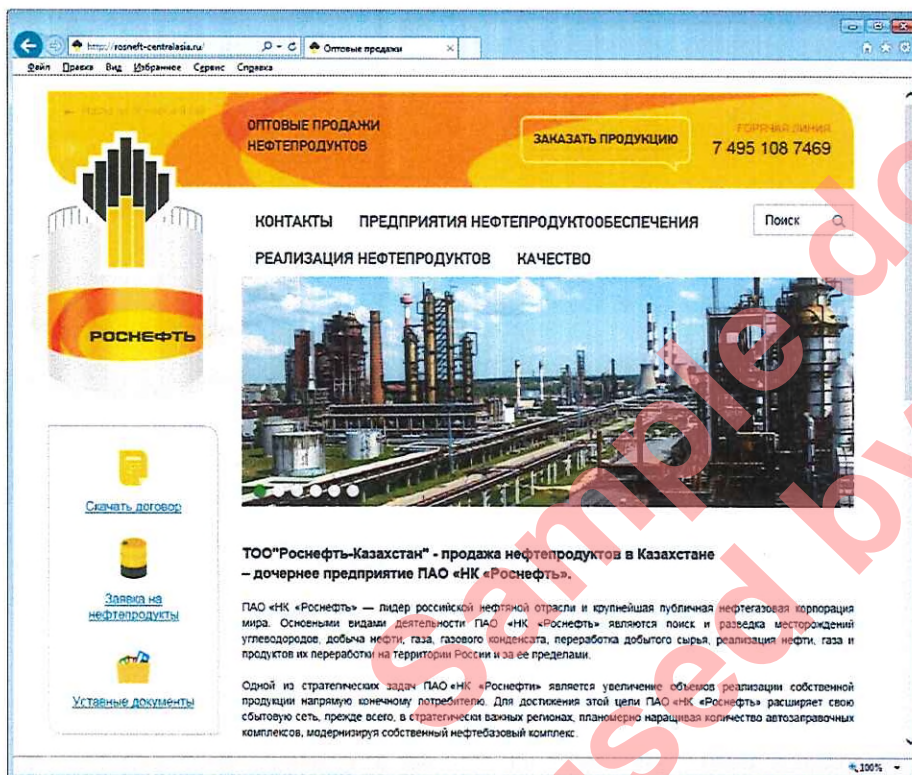 http://rosneft-centralasia.ru/
Оптовые продажи
Файл Правка Вид Избранное Сервис Справка
ОПТОВЫЕ ПРОДАЖИ
НЕФТЕПРОДУКТОВ
ЗАКАЗАТЬ ПРОДУКЦИЮ
ГОРЯЧАЯ ЛИНИЯ
7 495 108 7469
КОНТАКТЫ ПРЕДПРИЯТИЯ НЕФТЕПРОДУКТООБЕСПЕЧЕНИЯ
Поиск
РЕАЛИЗАЦИЯ НЕФТЕПРОДУКТОВ КАЧЕСТВО
РОСНЕФТЬ
Скачать договор
Заявка на
нефтепродукты
Уставные документы
ТОО"Роснефть-Казахстан" - продажа нефтепродуктов в Казахстане
– дочернее предприятие ПАО «НК «Роснефть».
ПАО «НК «Роснефть» — лидер российской нефтяной отрасли и крупнейшая публичная нефтегазовая корпорация
мира. Основными видами деятельности ПАО «НК «Роснефть» являются поиск и разведка месторождений
углеводородов, добыча нефти, газа, газового конденсата, переработка добытого сырья, реализация нефти, газа и
продуктов их переработки на территории России и за ее пределами.
Одной из стратегических задач ПАО «НК «Роснефти» является увеличение объемов реализации собственной
продукции напрямую конечному потребителю. Для достижения этой цели ПАО «НК «Роснефть» расширяет свою
сбытовую сеть, прежде всего, в стратегически важных регионах, планомерно наращивая количество автозаправочных
комплексов, модернизируя собственный нефтебазовый комплекс.
100%
Sample do
used by